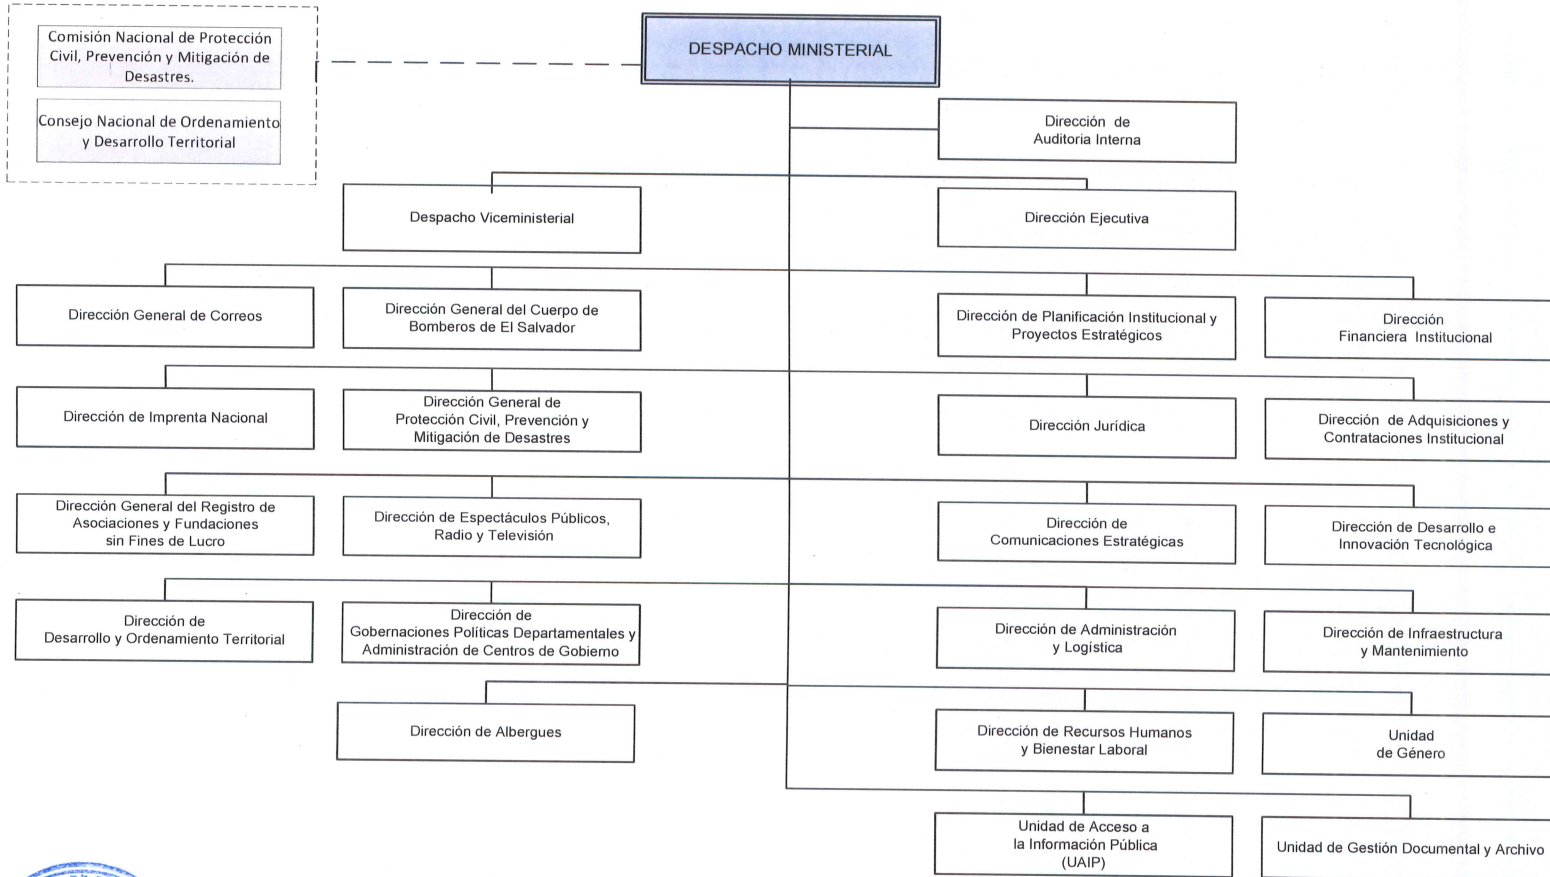 Comisión Nacional de Protección
Civil, Prevención y Mitigación de
Desastres.
Consejo Nacional de Ordenamiento
y Desarrollo Territorial
DESPACHO MINISTERIAL
Dirección de
Auditoria Interna
Despacho Viceministerial
Dirección Ejecutiva
Dirección General de Correos
Dirección General del Cuerpo de
Bomberos de El Salvador
Dirección de Planificación Institucional y
Proyectos Estratégicos
Dirección
Financiera Institucional
Dirección de Imprenta Nacional
Dirección General de
Protección Civil, Prevención y
Mitigación de Desastres
Dirección Jurídica
Dirección de Adquisiciones y
Contrataciones Institucional
Dirección General del Registro de
Asociaciones y Fundaciones
sin Fines de Lucro
Dirección de Espectáculos Públicos,
Radio y Televisión
Dirección de
Comunicaciones Estratégicas
Dirección de Desarrollo e
Innovación Tecnológica
Dirección de
Desarrollo y Ordenamiento Territorial
Dirección de
Gobernaciones Políticas Departamentales y
Administración de Centros de Gobierno
Dirección de Administración
y Logística
Dirección de Infraestructura
y Mantenimiento
Dirección de Albergues
Dirección de Recursos Humanos
y Bienestar Laboral
Unidad
de Género
Unidad de Acceso a
la Información Pública
(UAIP)
Unidad de Gestión Documental y Archivo